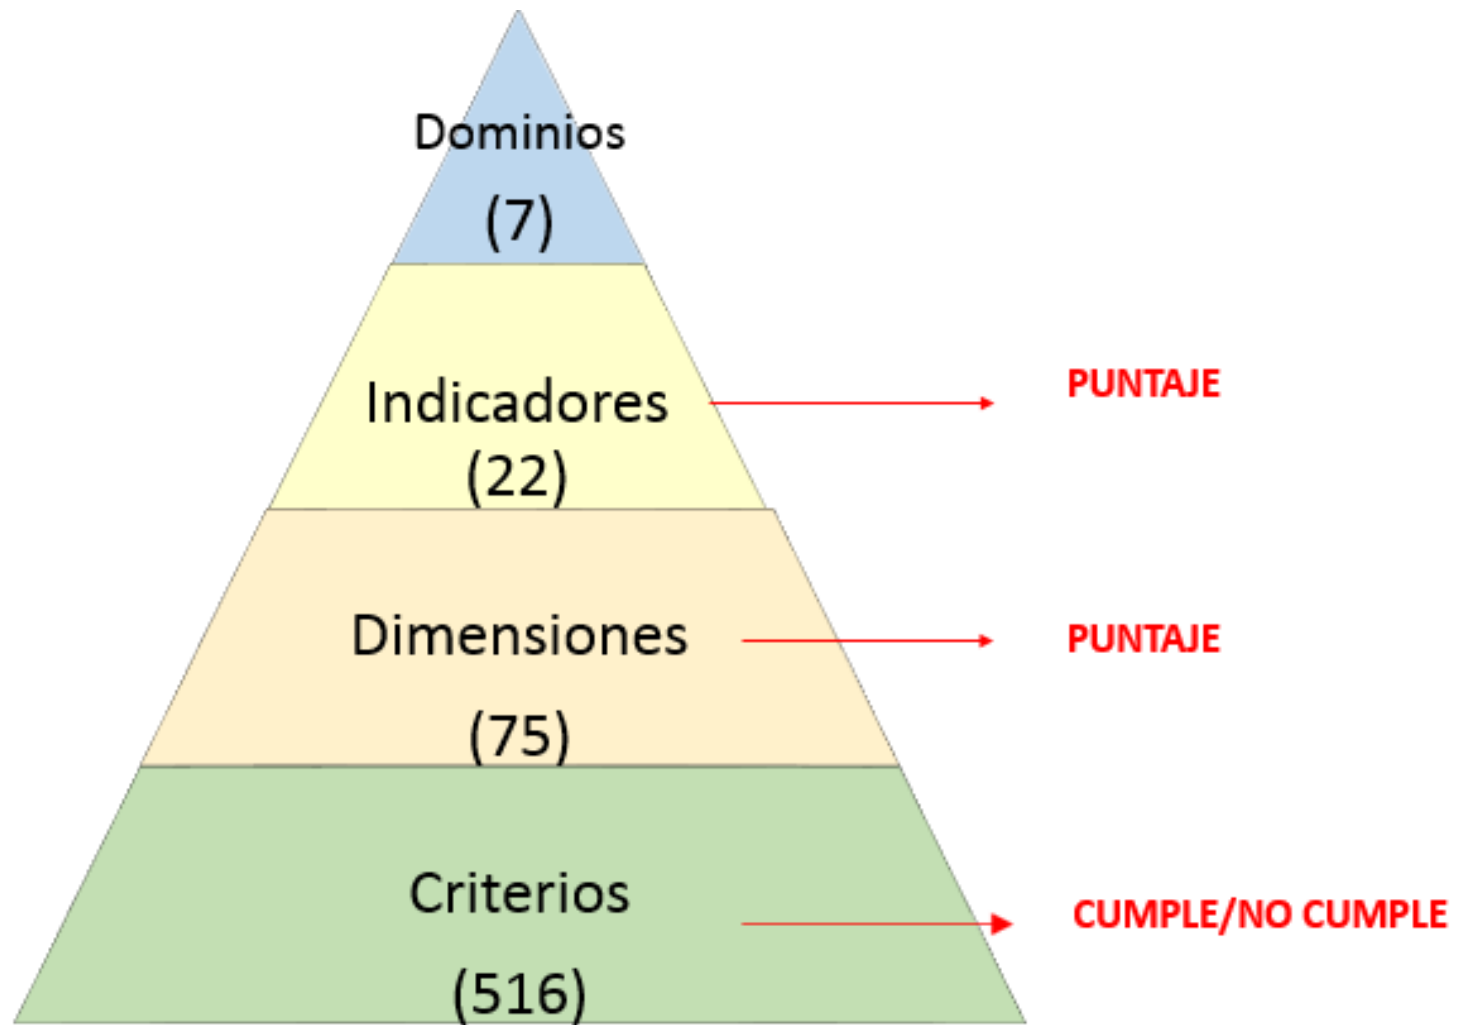 Dominios
(7)
Indicadores
(22)
PUNTAJE
Dimensiones
(75)
PUNTAJE
Criterios
(516)
CUMPLE/NO CUMPLE